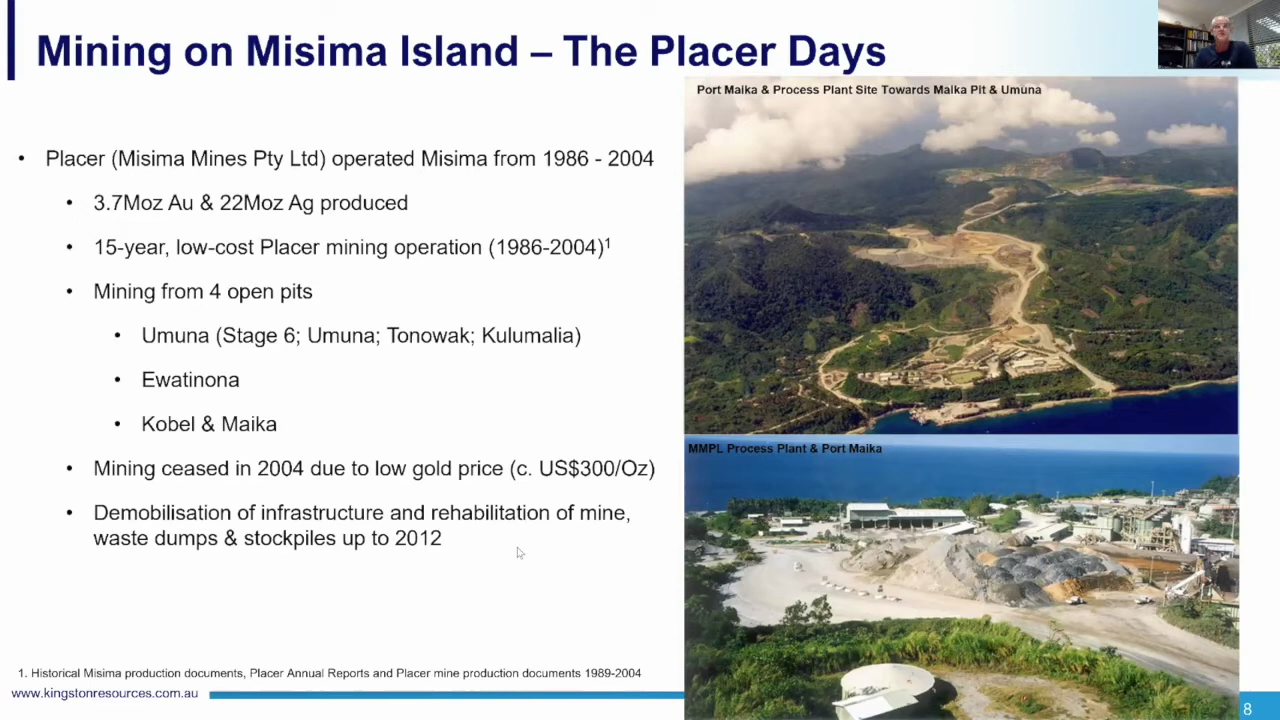 Mining on Misima Island – The Placer Days
• Placer (Misima Mines Pty Ltd) operated Misima from 1986 - 2004
• 3.7Moz Au & 22Moz Ag produced
• 15-year, low-cost Placer mining operation (1986-2004)¹
• Mining from 4 open pits
• Umuna (Stage 6; Umuna; Tonowak; Kulumalia)
• Ewatinona
• Kobel & Maika
• Mining ceased in 2004 due to low gold price (c. US$300/Oz)
• Demobilisation of infrastructure and rehabilitation of mine,
waste dumps & stockpiles up to 2012
Port Maika & Process Plant Site Towards Maika Pit & Umuna
MMPL Process Plant & Port Maika
1. Historical Misima production documents, Placer Annual Reports and Placer mine production documents 1989-2004
www.kingstonresources.com.au
8